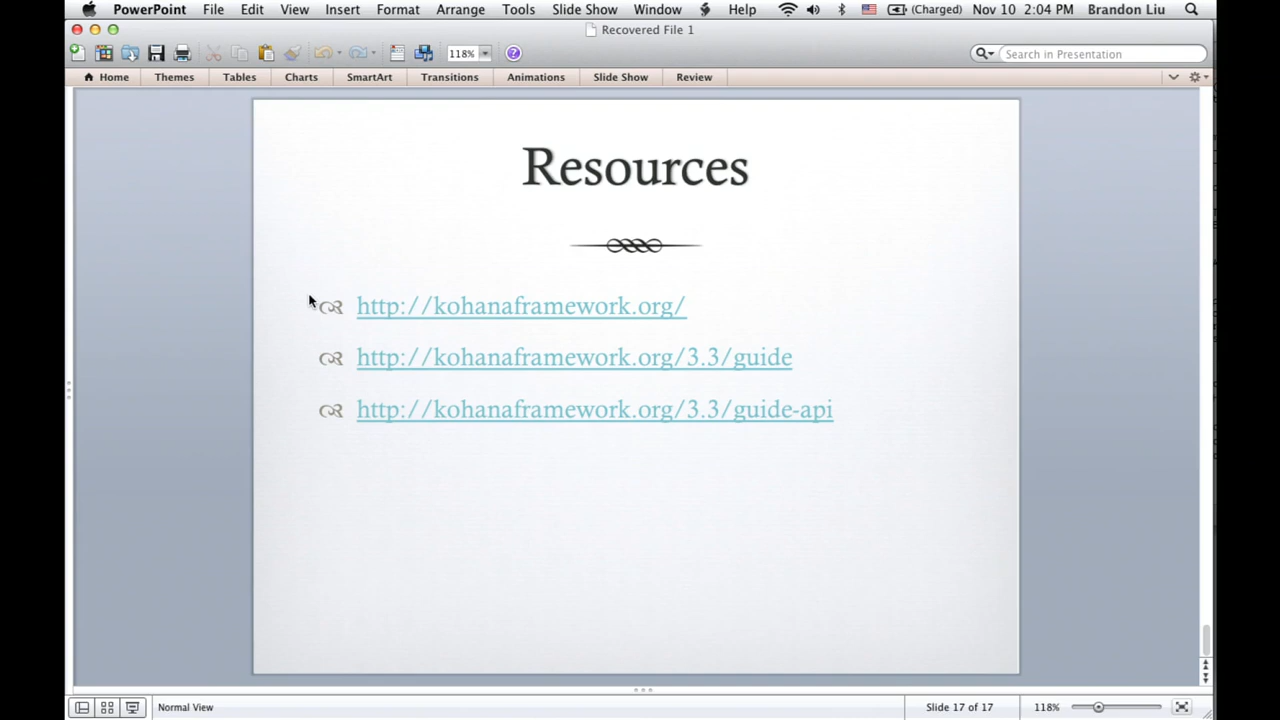 PowerPoint File Edit View Insert Format Arrange Tools Slide Show Window Help (Charged) Nov 10 2:04 PM Brandon Liu
Recovered File 1
118% Search in Presentation
Home Themes Tables Charts SmartArt Transitions Animations Slide Show Review
Resources
http://kohanaframework.org/
http://kohanaframework.org/3.3/guide
http://kohanaframework.org/3.3/guide-api
Normal View Slide 17 of 17 118%